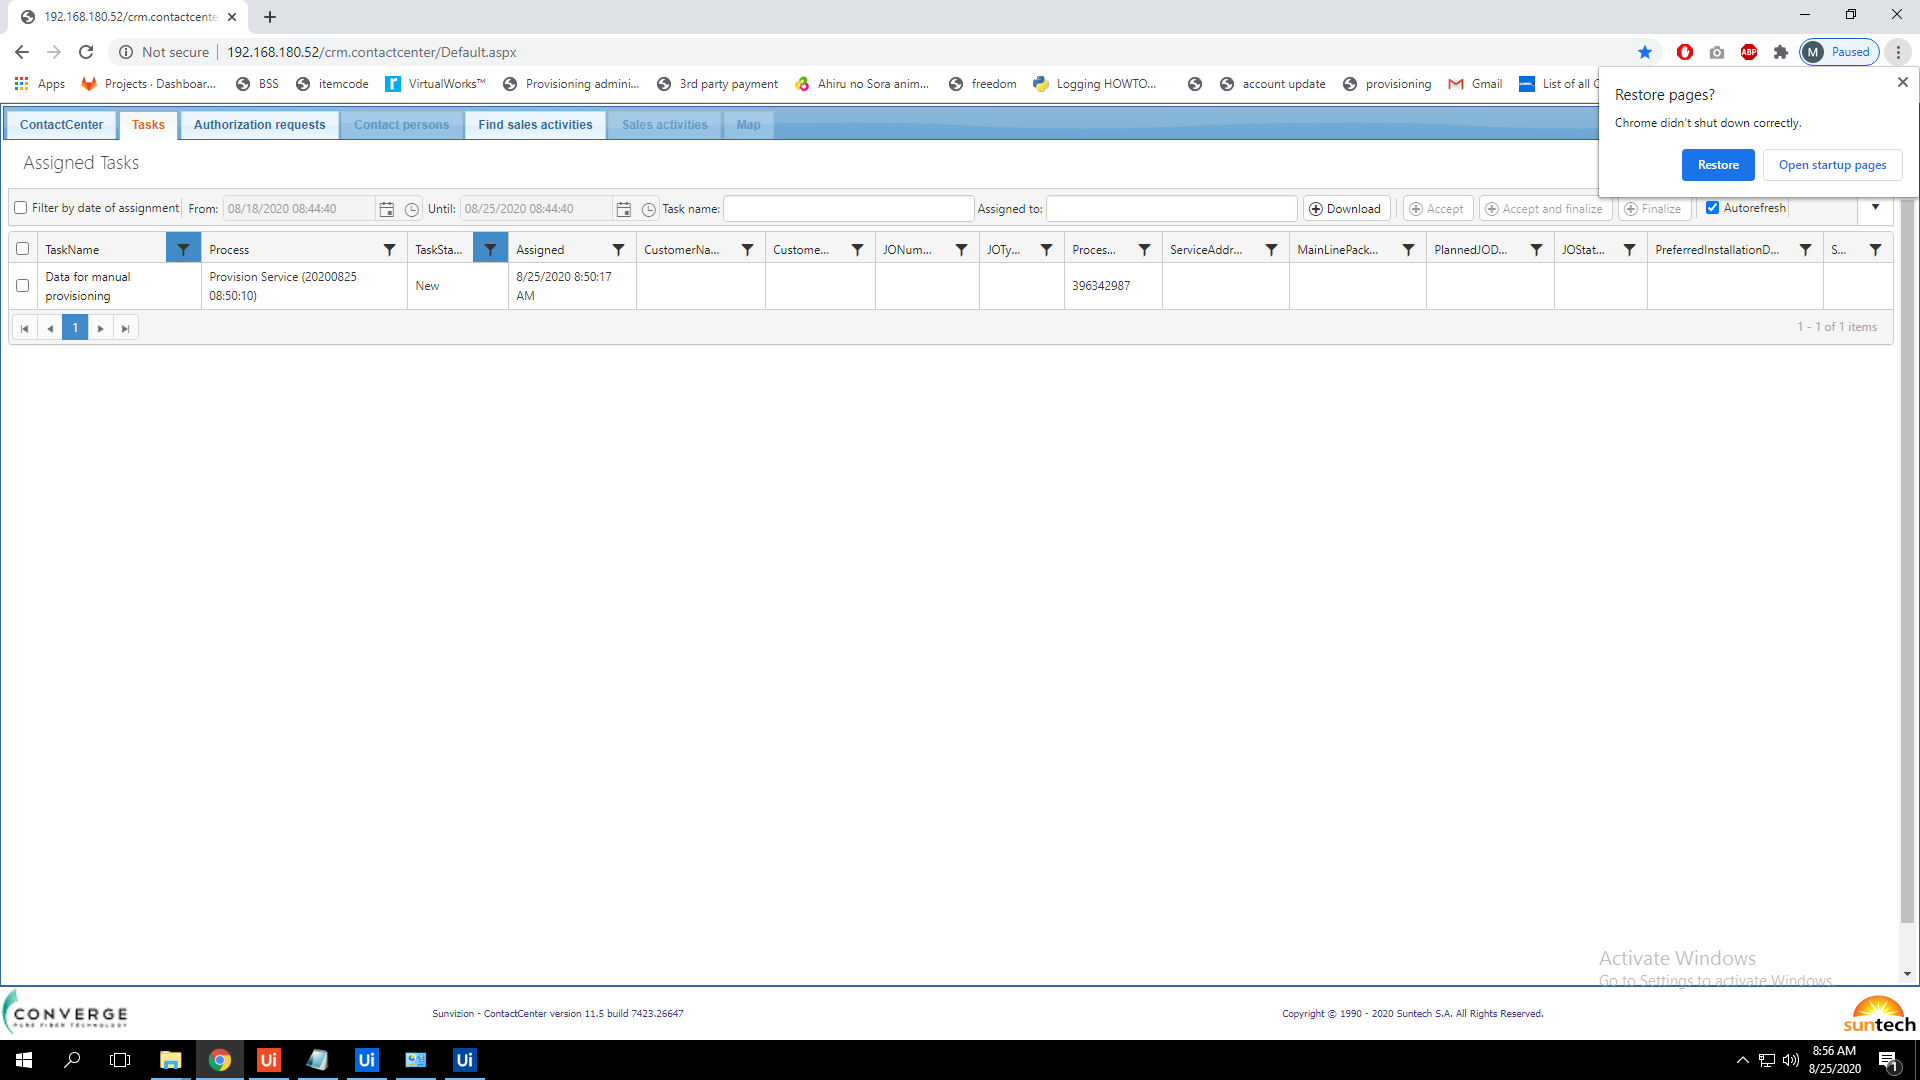 192.168.180.52/crm.contactcente
Not secure | 192.168.180.52/crm.contactcenter/Default.aspx
M Paused
Apps Projects · Dashboar... BSS itemcode VirtualWorks™ Provisioning admini... 3rd party payment Ahiru no Sora anim... freedom Logging HOWTO... account update provisioning Gmail List of all C
Restore pages?
Chrome didn't shut down correctly.
Restore Open startup pages
ContactCenter Tasks Authorization requests Contact persons Find sales activities Sales activities Map
Assigned Tasks
Filter by date of assignment From: 08/18/2020 08:44:40 Until: 08/25/2020 08:44:40 Task name: Assigned to: Download Accept Accept and finalize Finalize Autorefresh
TaskName Process TaskSta... Assigned CustomerNa... Custome... JONum... JOTy... Proces... ServiceAddr... MainLinePack... PlannedJOD... JOStat... PreferredInstallationD... S...
Data for manual provisioning Provision Service (20200825 08:50:10) New 8/25/2020 8:50:17 AM 396342987
1
1 - 1 of 1 items
Activate Windows
Go to Settings to activate Windows.
CONVERGE
PURE FIBER TECHNOLOGY
Sunvizion - ContactCenter version 11.5 build 7423.26647
Copyright © 1990 - 2020 Suntech S.A. All Rights Reserved.
suntech
Ui Ui Ui
8:56 AM
8/25/2020
1
ABP